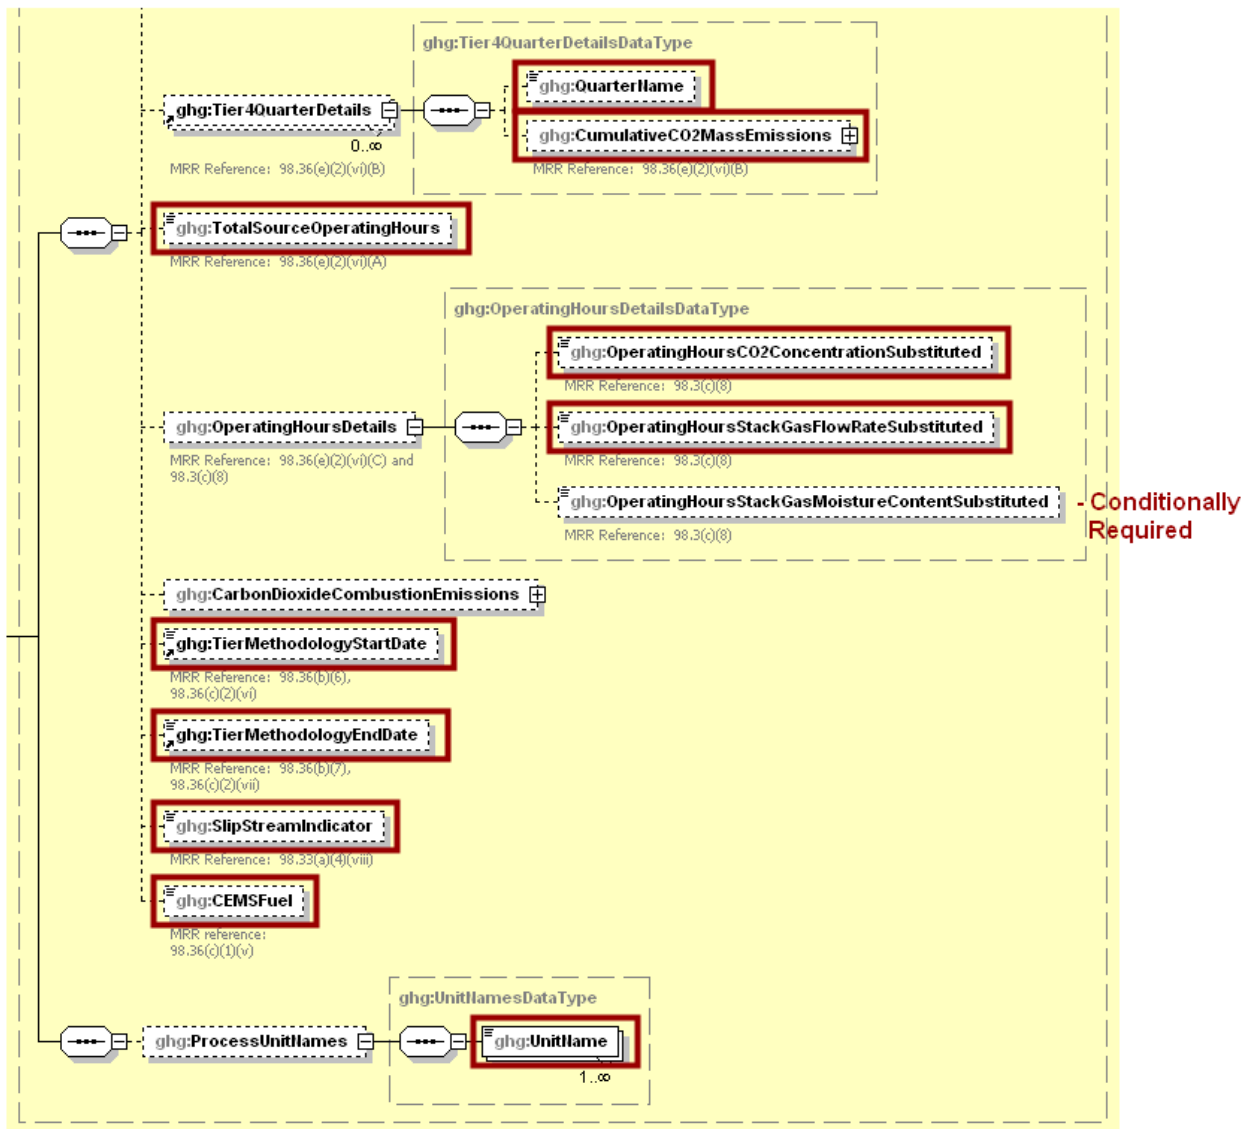 ghg:Tier4QuarterDetailsDataType
ghg:QuarterName
ghg:Tier4QuarterDetails
ghg:CumulativeCO2MassEmissions
0..∞
MRR Reference: 98.36(e)(2)(vi)(B)
MRR Reference: 98.36(e)(2)(vi)(B)
ghg:TotalSourceOperatingHours
MRR Reference: 98.36(e)(2)(vi)(A)
ghg:OperatingHoursDetailsDataType
ghg:OperatingHoursCO2ConcentrationSubstituted
MRR Reference: 98.3(c)(8)
ghg:OperatingHoursDetails
ghg:OperatingHoursStackGasFlowRateSubstituted
MRR Reference: 98.36(e)(2)(vi)(C) and
98.3(c)(8)
MRR Reference: 98.3(c)(8)
ghg:OperatingHoursStackGasMoistureContentSubstituted
- Conditionally
Required
MRR Reference: 98.3(c)(8)
ghg:CarbonDioxideCombustionEmissions
ghg:TierMethodologyStartDate
MRR Reference: 98.36(b)(6),
98.36(c)(2)(vi)
ghg:TierMethodologyEndDate
MRR Reference: 98.36(b)(7),
98.36(c)(2)(vii)
ghg:SlipStreamIndicator
MRR Reference: 98.33(a)(4)(viii)
ghg:CEMSFuel
MRR reference:
98.36(c)(1)(v)
ghg:UnitNamesDataType
ghg:ProcessUnitNames
ghg:UnitName
1..∞